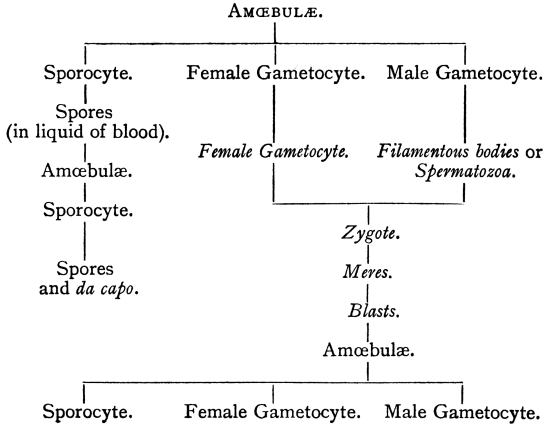 AMŒBULÆ.
Sporocyte. Female Gametocyte. Male Gametocyte.
Spores
(in liquid of blood).
Female Gametocyte. Filamentous bodies or
Amœbulæ. Spermatozoa.
Sporocyte.
Zygote.
Spores Meres.
and da capo.
Blasts.
Amœbulæ.
Sporocyte. Female Gametocyte. Male Gametocyte.